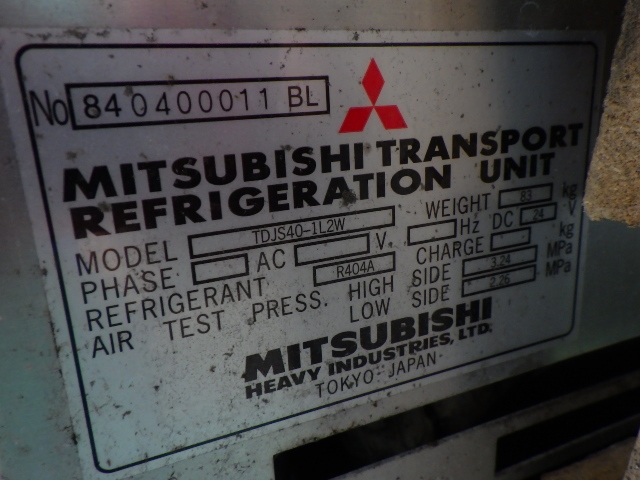 No 840400011 BL
MITSUBISHI TRANSPORT
REFRIGERATION UNIT
MODEL TDJS40-1L2W WEIGHT 83 kg
PHASE AC V. Hz DC 24 V
REFRIGERANT R404A CHARGE kg
AIR TEST PRESS. HIGH SIDE 3.24 MPa
LOW SIDE 2.26 MPa
MITSUBISHI
HEAVY INDUSTRIES, LTD.
TOKYO JAPAN